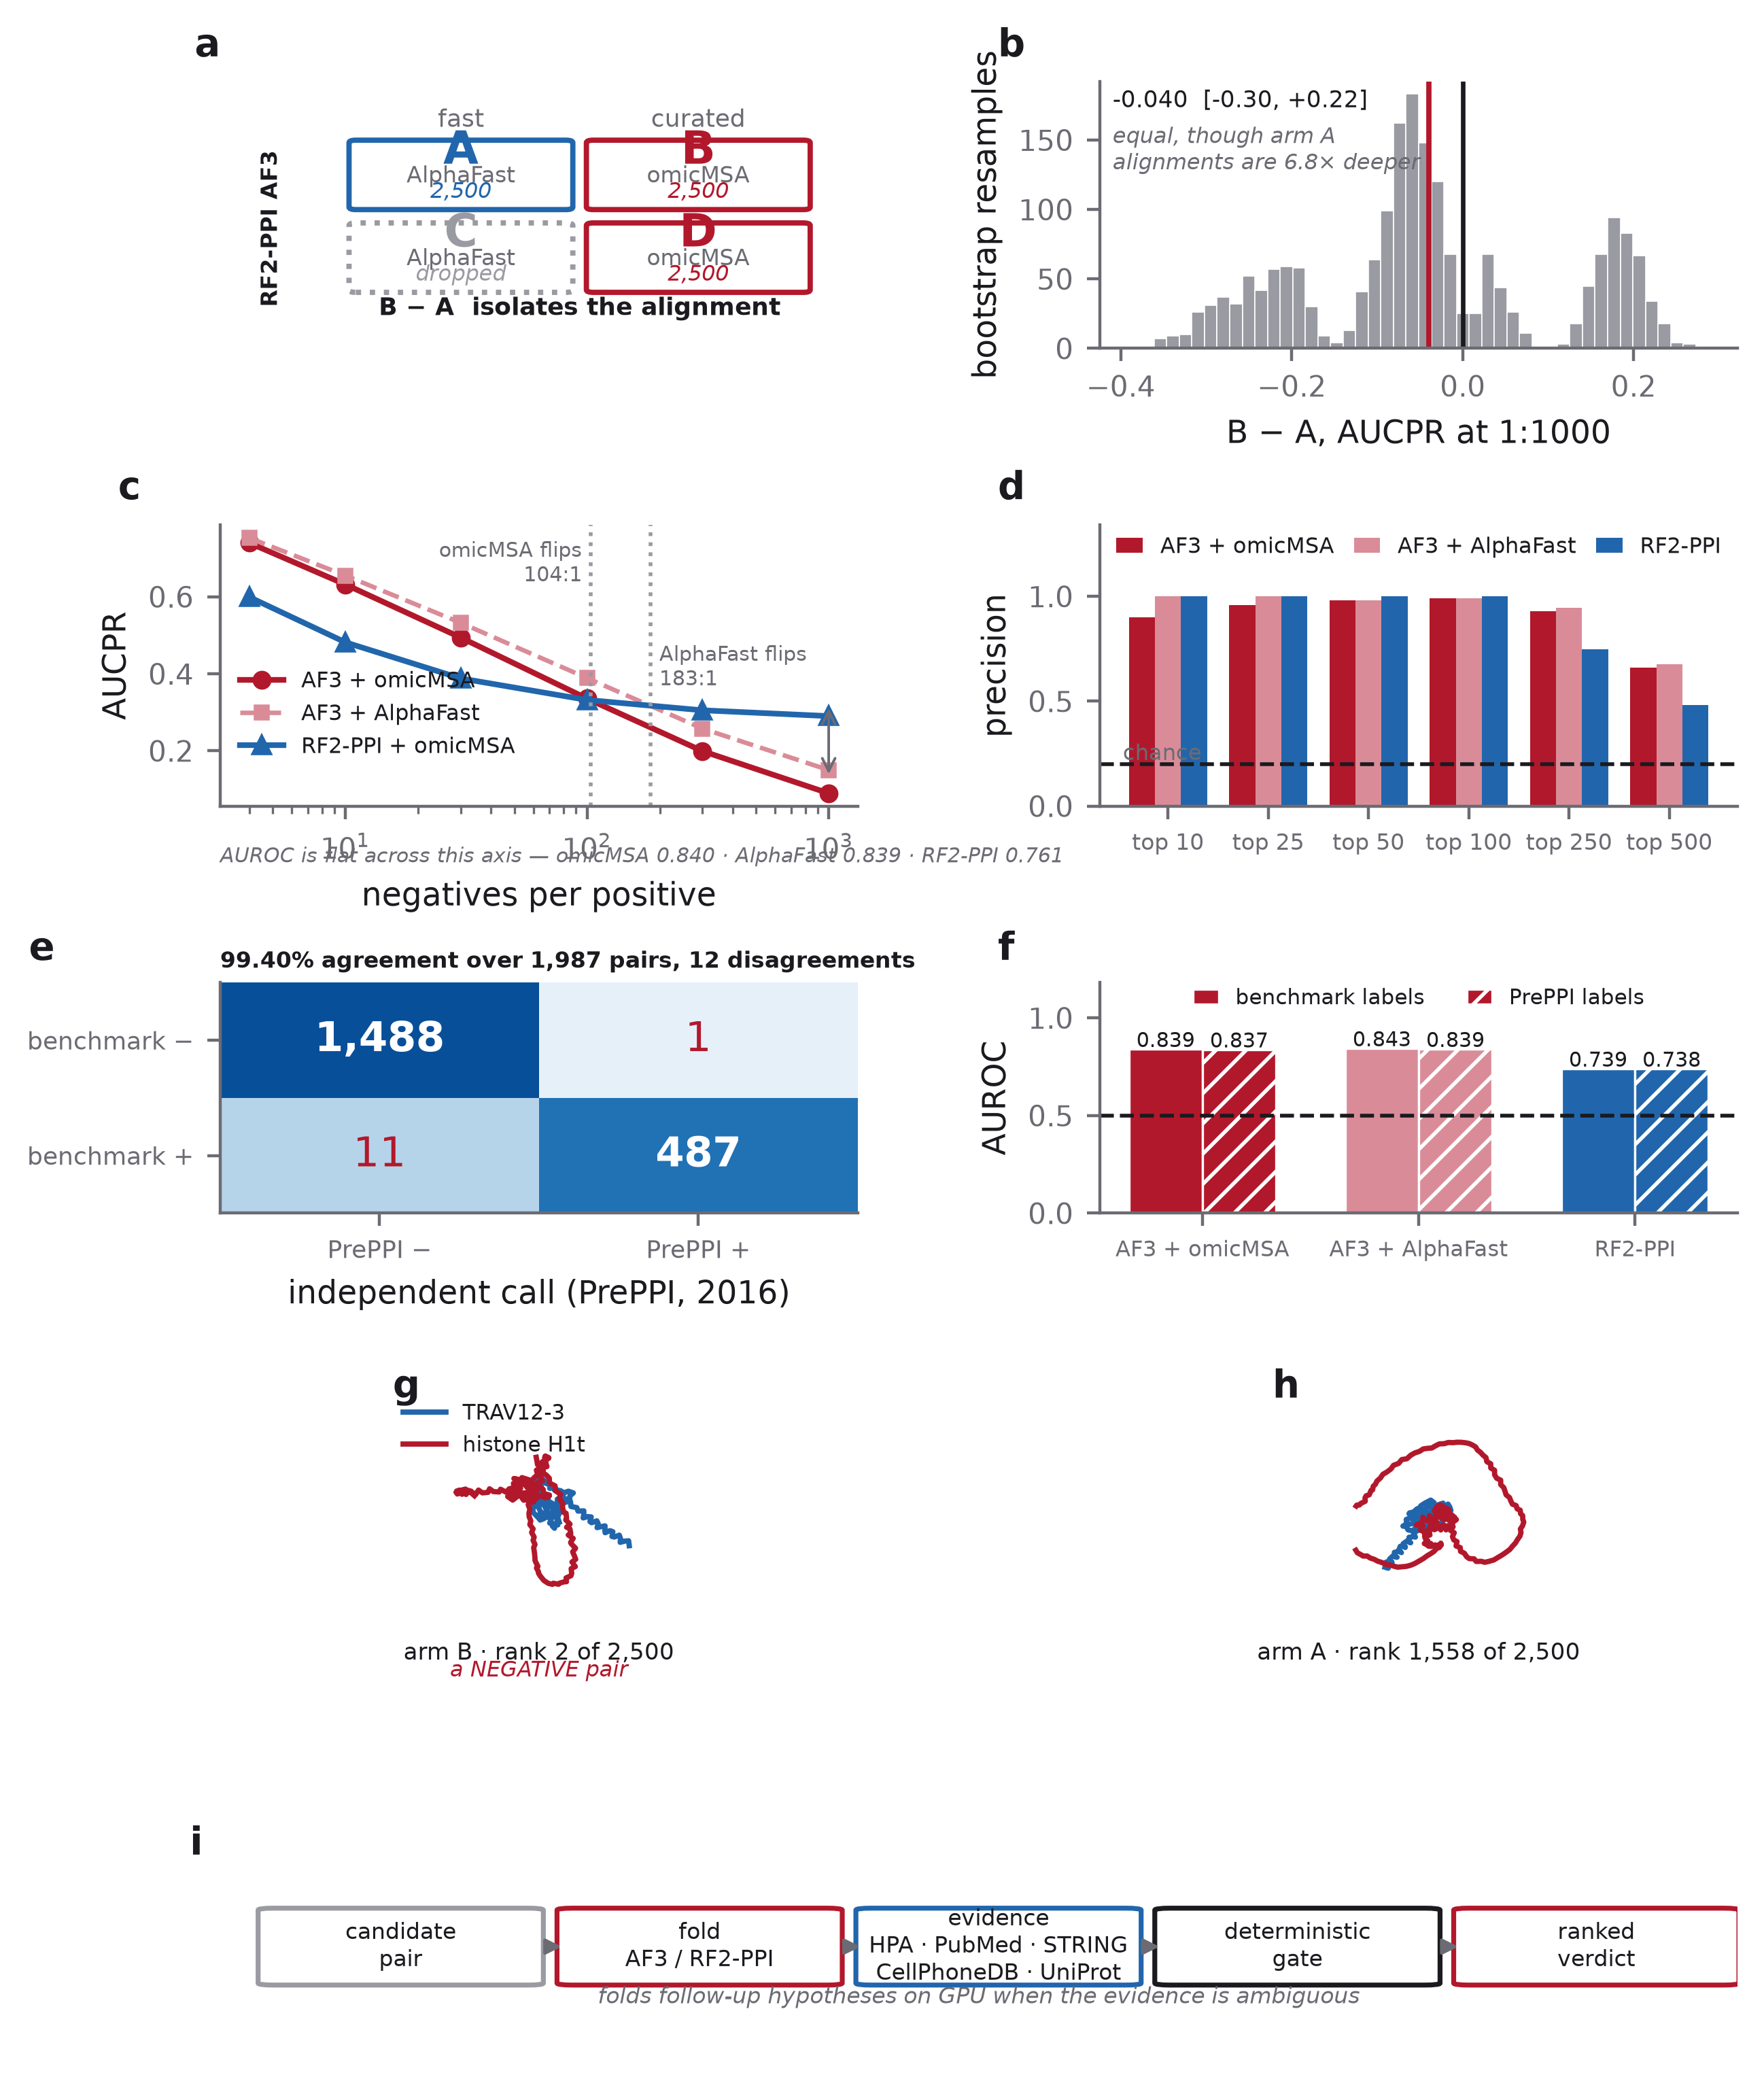 a
fast
curated
RF2-PPI AF3
A
AlphaFast
2,500
B
omicMSA
2,500
C
AlphaFast
dropped
D
omicMSA
2,500
B − A isolates the alignment
b
bootstrap resamples
-0.040 [-0.30, +0.22]
equal, though arm A
alignments are 6.8× deeper
150
100
50
0
−0.4
−0.2
0.0
0.2
B − A, AUCPR at 1:1000
c
AUCPR
0.6
0.4
0.2
omicMSA flips
104:1
AlphaFast flips
183:1
AF3 + omicMSA
AF3 + AlphaFast
RF2-PPI + omicMSA
10¹
10²
10³
AUROC is flat across this axis — omicMSA 0.840 · AlphaFast 0.839 · RF2-PPI 0.761
negatives per positive
d
precision
AF3 + omicMSA
AF3 + AlphaFast
RF2-PPI
1.0
0.5
0.0
chance
top 10
top 25
top 50
top 100
top 250
top 500
e
99.40% agreement over 1,987 pairs, 12 disagreements
benchmark −
1,488
1
benchmark +
11
487
PrePPI −
PrePPI +
independent call (PrePPI, 2016)
f
AUROC
benchmark labels
PrePPI labels
1.0
0.5
0.0
0.839
0.837
0.843
0.839
0.739
0.738
AF3 + omicMSA
AF3 + AlphaFast
RF2-PPI
g
TRAV12-3
histone H1t
arm B · rank 2 of 2,500
a NEGATIVE pair
h
arm A · rank 1,558 of 2,500
i
candidate
pair
fold
AF3 / RF2-PPI
evidence
HPA · PubMed · STRING
CellPhoneDB · UniProt
deterministic
gate
ranked
verdict
folds follow-up hypotheses on GPU when the evidence is ambiguous